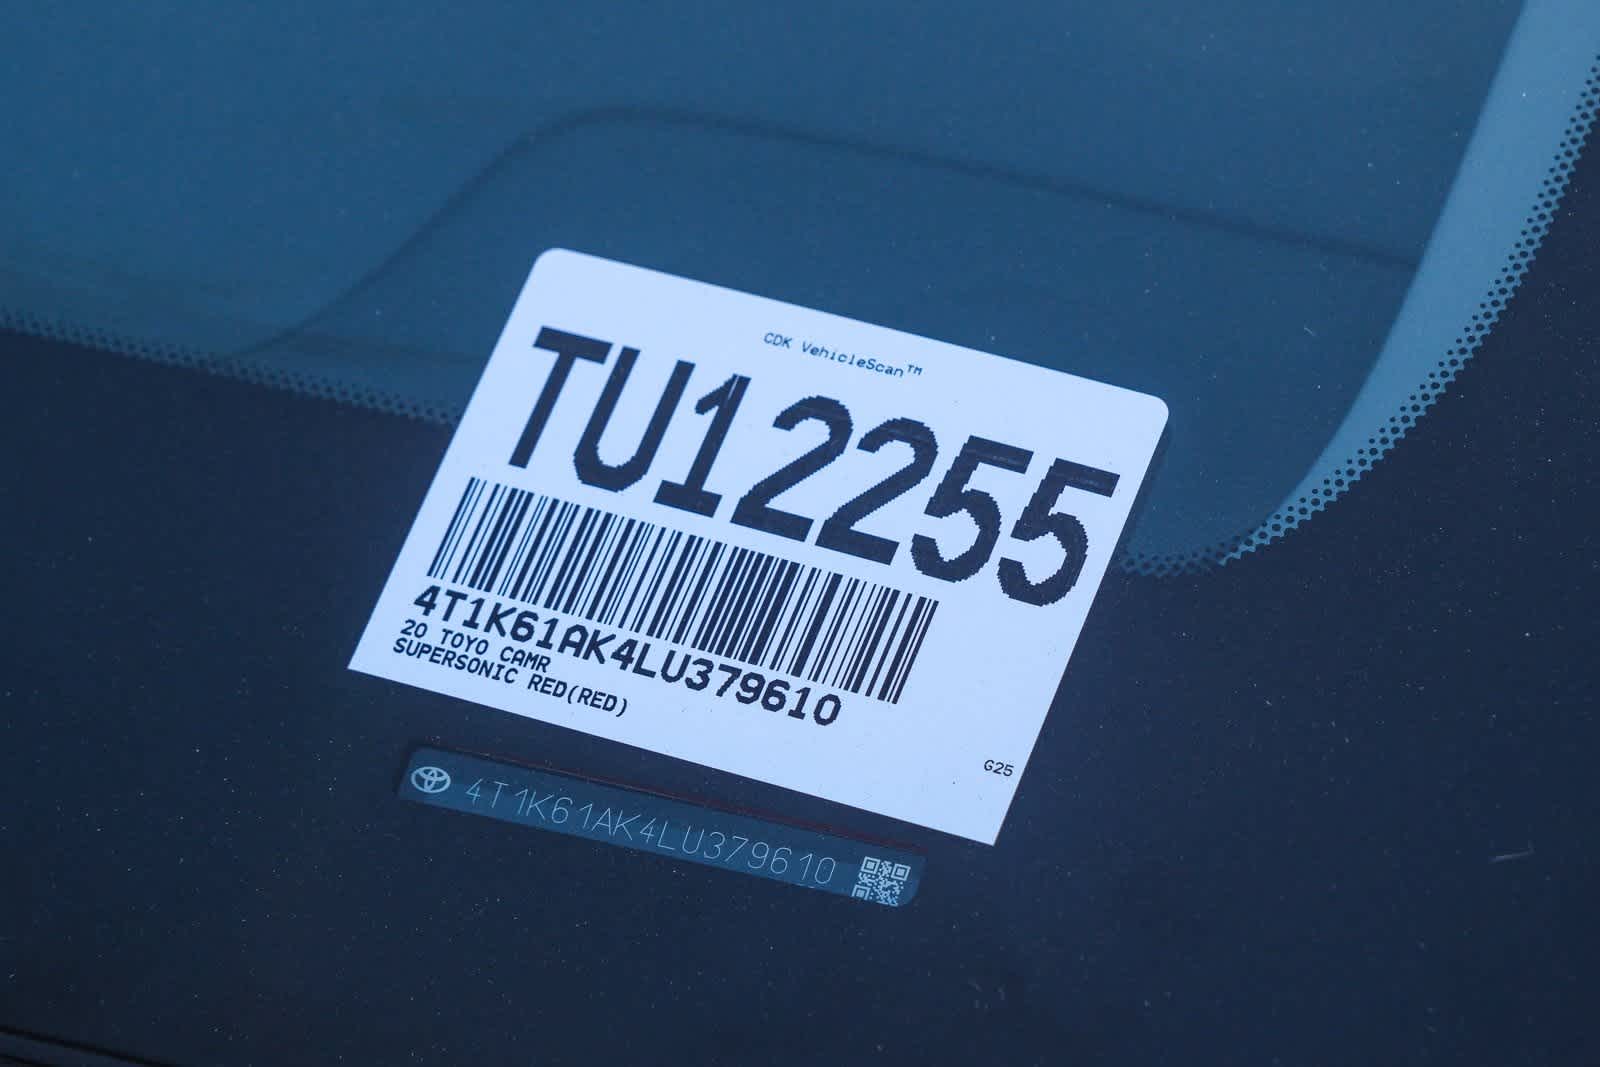 CDK VehicleScan™
TU12255
4T1K61AK4LU379610
20 TOYO CAMR
SUPERSONIC RED(RED)
G25
4T1K61AK4LU379610